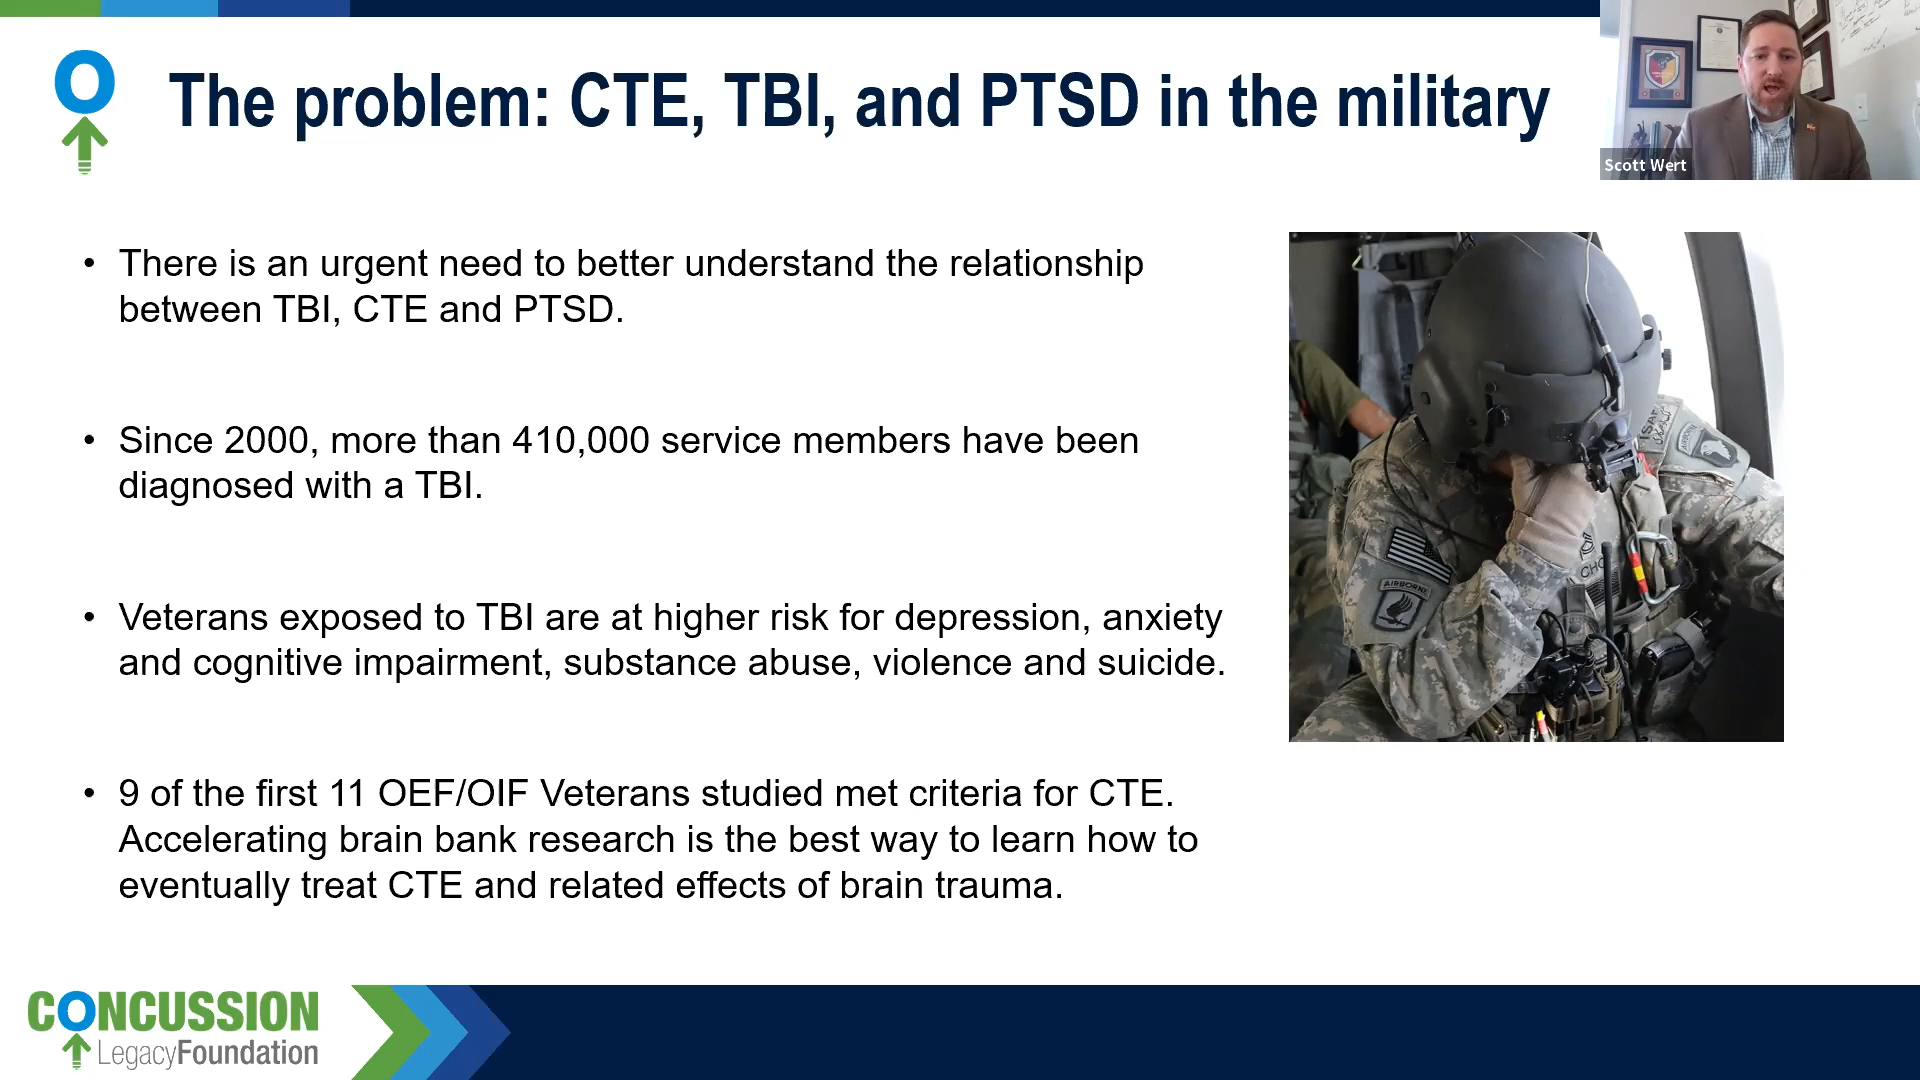 The problem: CTE, TBI, and PTSD in the military
Scott Wert
• There is an urgent need to better understand the relationship
between TBI, CTE and PTSD.
• Since 2000, more than 410,000 service members have been
diagnosed with a TBI.
• Veterans exposed to TBI are at higher risk for depression, anxiety
and cognitive impairment, substance abuse, violence and suicide.
• 9 of the first 11 OEF/OIF Veterans studied met criteria for CTE.
Accelerating brain bank research is the best way to learn how to
eventually treat CTE and related effects of brain trauma.
AIRBORNE
CONCUSSION
LegacyFoundation